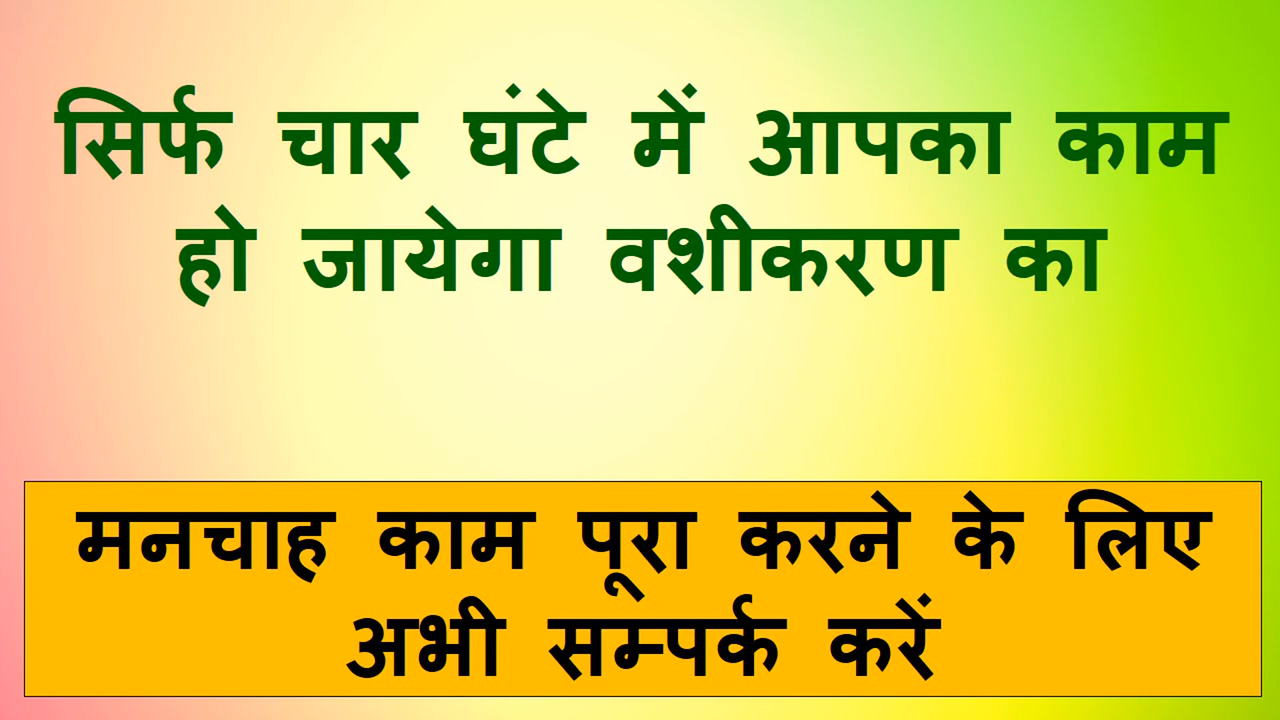 सिर्फ चार घंटे में आपका काम
हो जायेगा वशीकरण का
मनचाह काम पूरा करने के लिए
अभी सम्पर्क करें